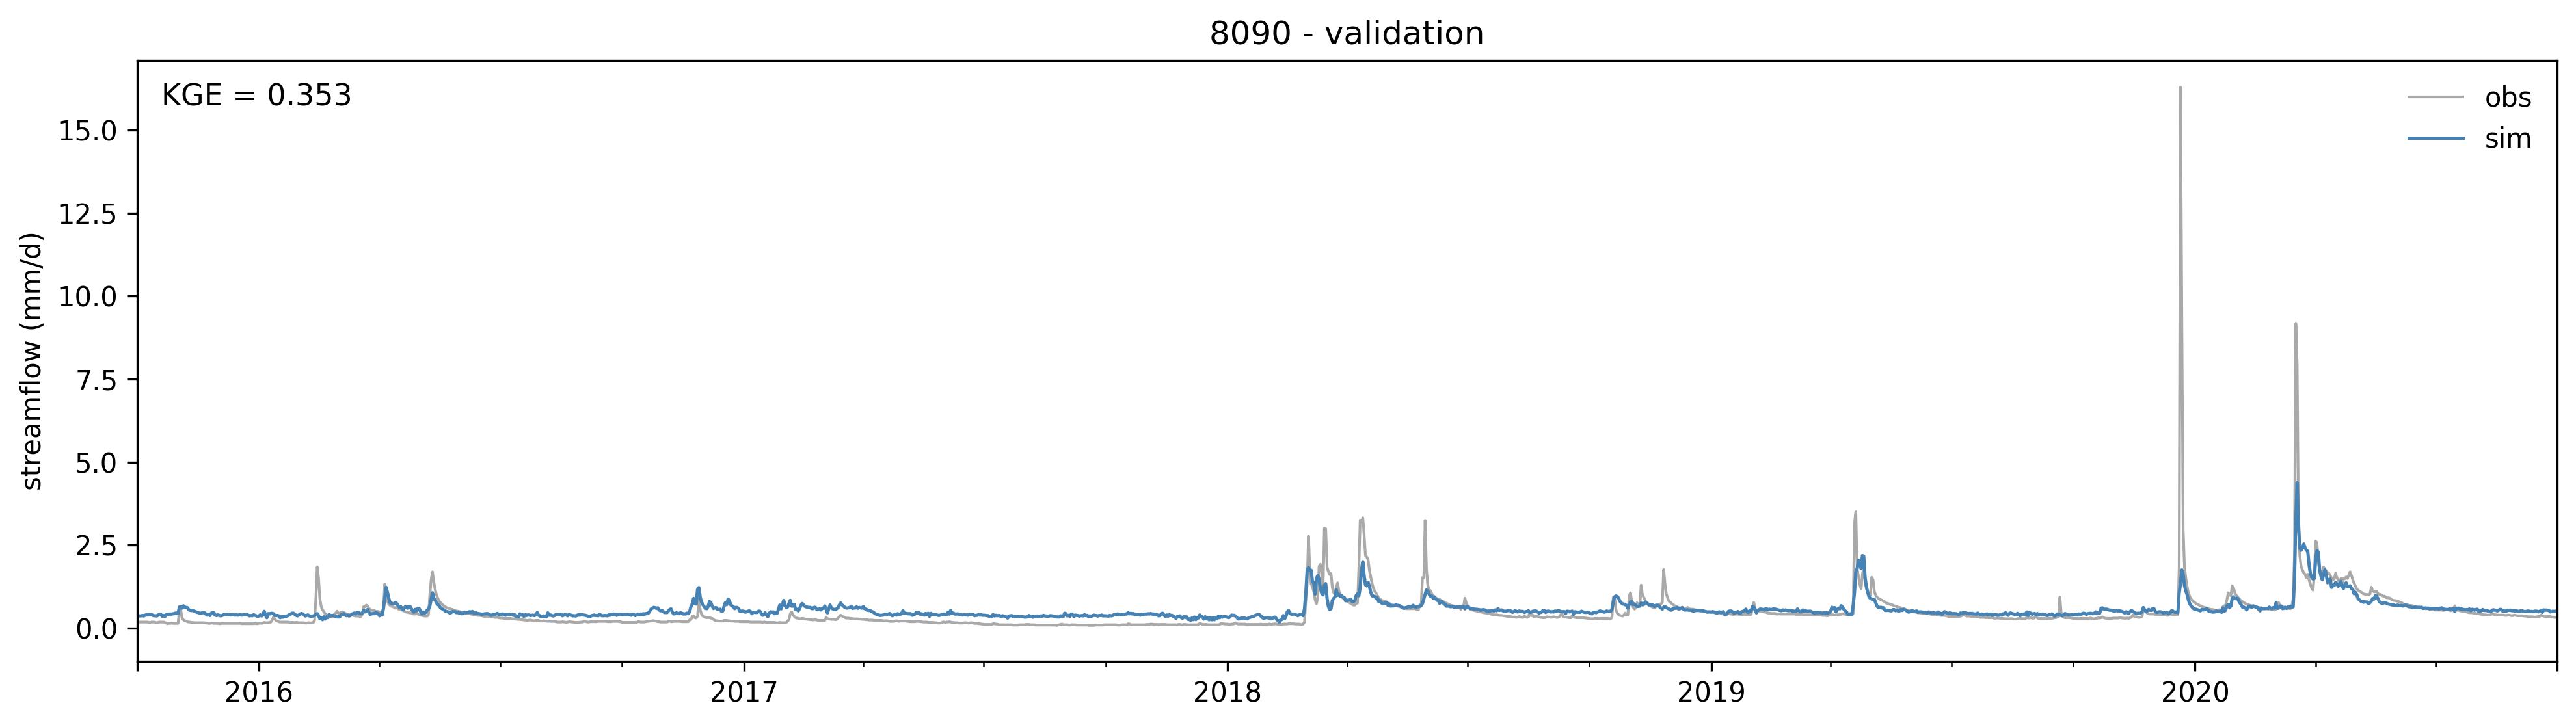 8090 - validation
KGE = 0.353
obs
sim
streamflow (mm/d)
15.0
12.5
10.0
7.5
5.0
2.5
0.0
2016
2017
2018
2019
2020